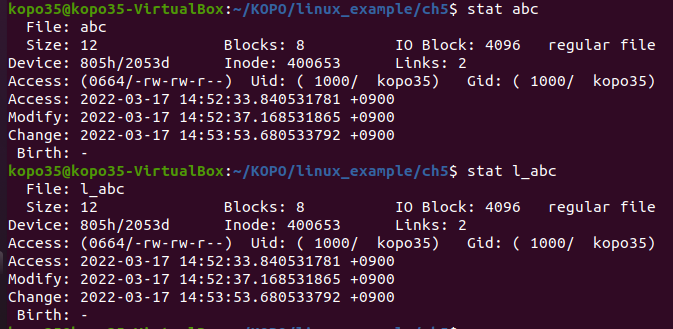 kopo35@kopo35-VirtualBox:~/KOPO/linux_example/ch5$ stat abc
  File: abc
  Size: 12        	Blocks: 8          IO Block: 4096   regular file
Device: 805h/2053d	Inode: 400653      Links: 2
Access: (0664/-rw-rw-r--)  Uid: ( 1000/  kopo35)   Gid: ( 1000/  kopo35)
Access: 2022-03-17 14:52:33.840531781 +0900
Modify: 2022-03-17 14:52:37.168531865 +0900
Change: 2022-03-17 14:53:53.680533792 +0900
 Birth: -
kopo35@kopo35-VirtualBox:~/KOPO/linux_example/ch5$ stat l_abc
  File: l_abc
  Size: 12        	Blocks: 8          IO Block: 4096   regular file
Device: 805h/2053d	Inode: 400653      Links: 2
Access: (0664/-rw-rw-r--)  Uid: ( 1000/  kopo35)   Gid: ( 1000/  kopo35)
Access: 2022-03-17 14:52:33.840531781 +0900
Modify: 2022-03-17 14:52:37.168531865 +0900
Change: 2022-03-17 14:53:53.680533792 +0900
 Birth: -